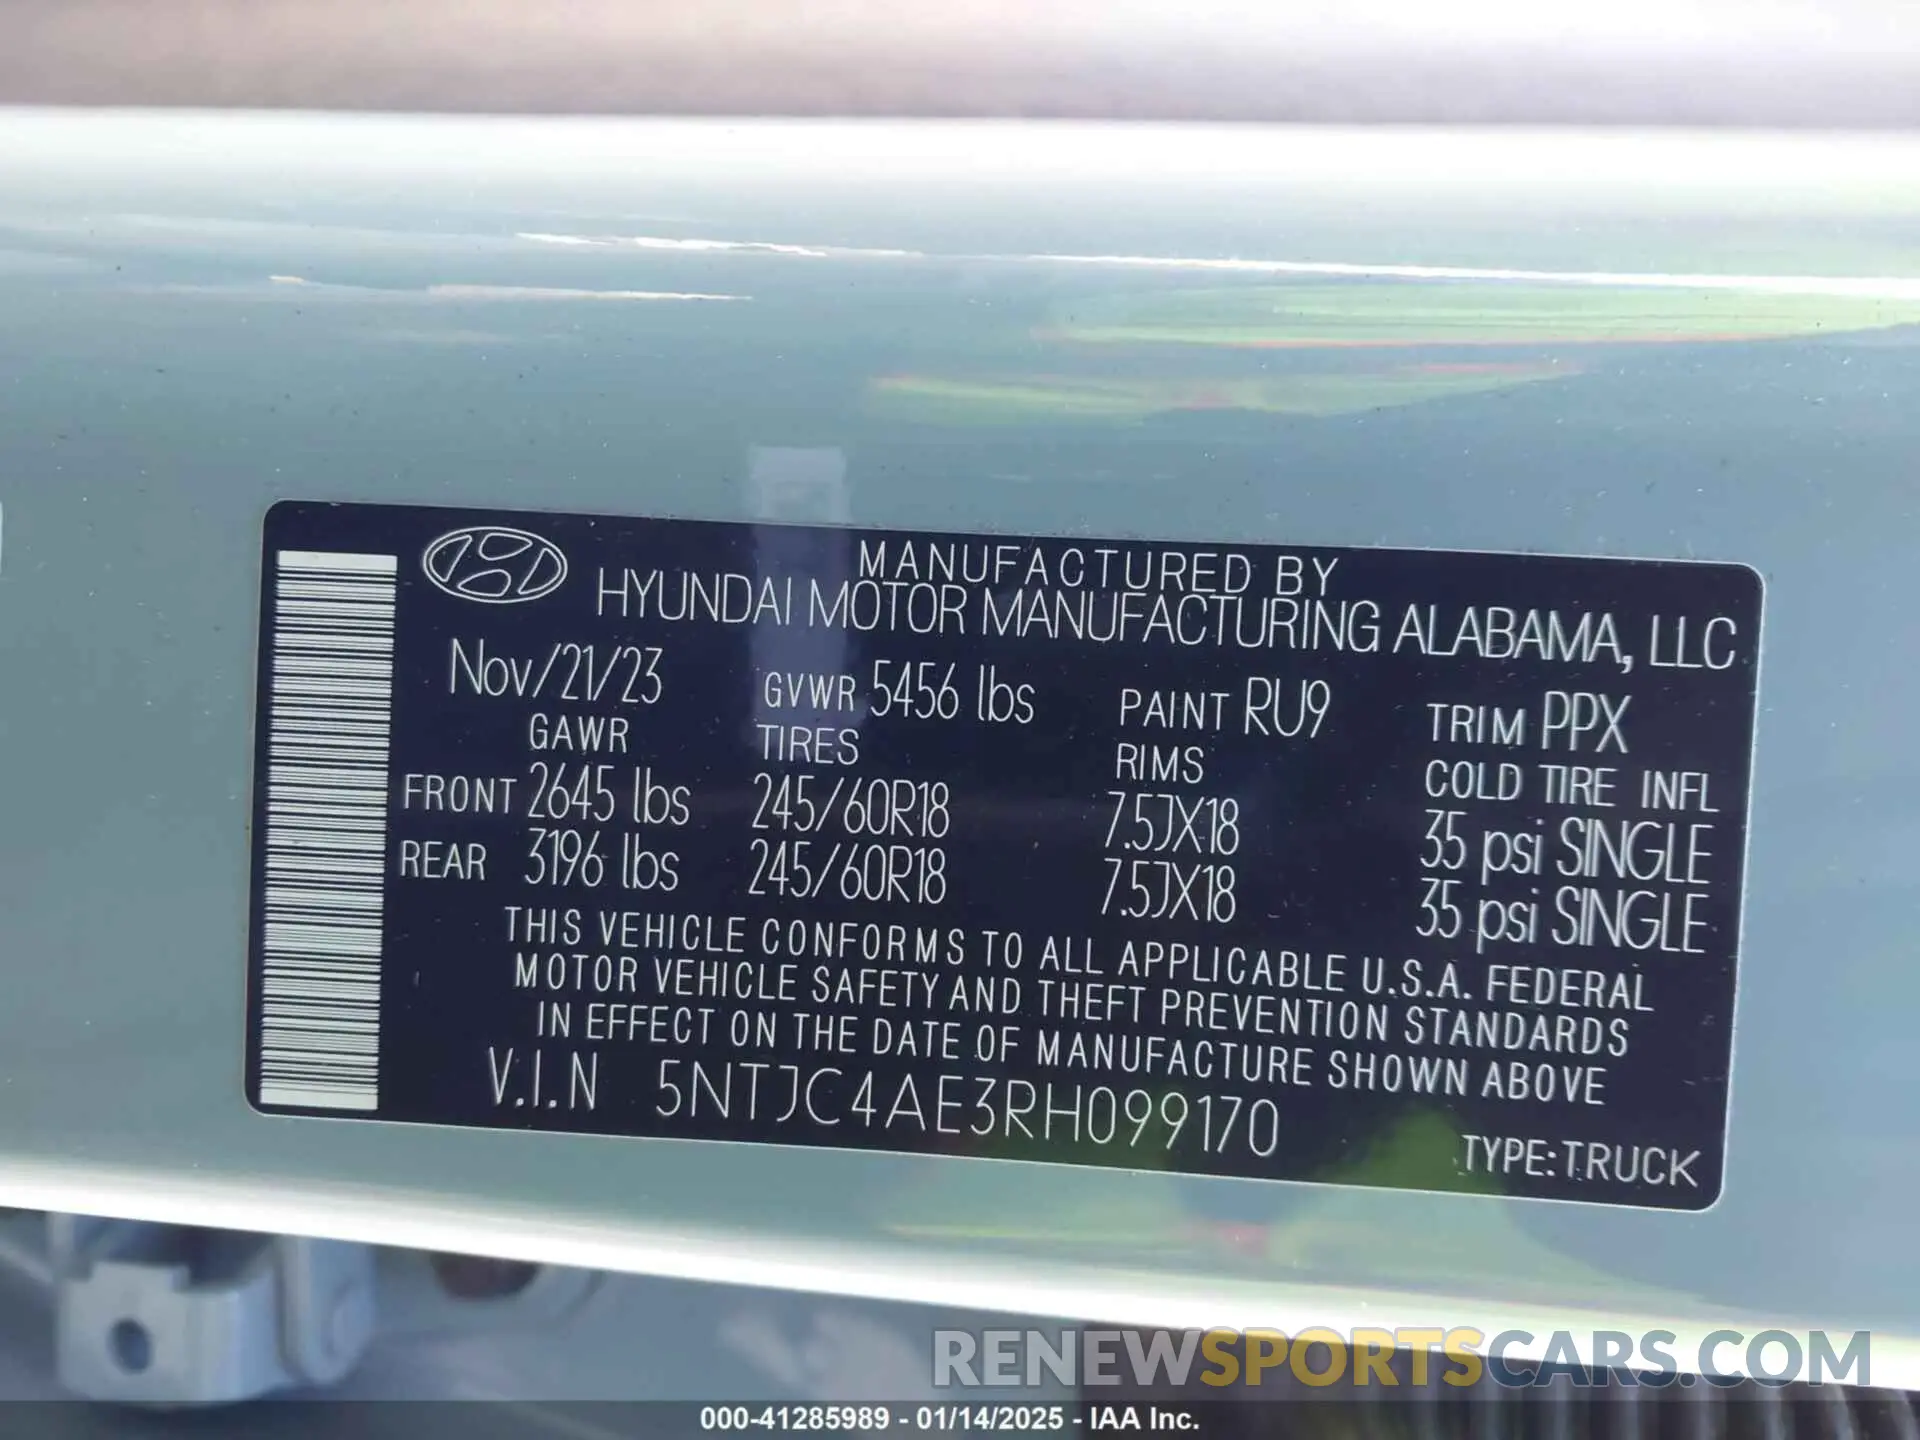 MANUFACTURED BY
HYUNDAI MOTOR MANUFACTURING ALABAMA, LLC
Nov/21/23 GVWR 5456 lbs PAINT RU9 TRIM PPX
GAWR TIRES RIMS COLD TIRE INFL
FRONT 2645 lbs 245/60R18 7.5JX18 35 psi SINGLE
REAR 3196 lbs 245/60R18 7.5JX18 35 psi SINGLE
THIS VEHICLE CONFORMS TO ALL APPLICABLE U.S.A. FEDERAL
MOTOR VEHICLE SAFETY AND THEFT PREVENTION STANDARDS
IN EFFECT ON THE DATE OF MANUFACTURE SHOWN ABOVE
V.I.N 5NTJC4AE3RH099170
TYPE:TRUCK
RENEWSPORTSCARS.COM
000-41285989 - 01/14/2025 - IAA Inc.